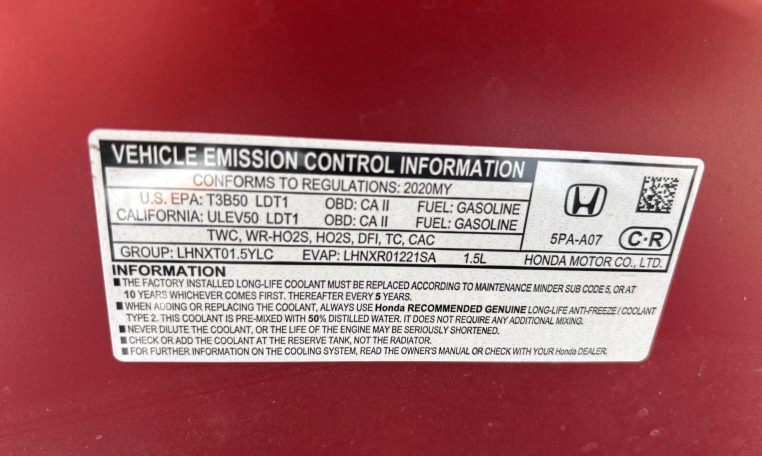 VEHICLE EMISSION CONTROL INFORMATION
CONFORMS TO REGULATIONS: 2020MY
U.S. EPA: T3B50 LDT1 OBD: CA II FUEL: GASOLINE
CALIFORNIA: ULEV50 LDT1 OBD: CA II FUEL: GASOLINE
TWC, WR-HO2S, HO2S, DFI, TC, CAC
GROUP: LHNXT01.5YLC EVAP: LHNXR01221SA 1.5L
5PA-A07 C·R
HONDA MOTOR CO., LTD.
INFORMATION
■ THE FACTORY INSTALLED LONG-LIFE COOLANT MUST BE REPLACED ACCORDING TO MAINTENANCE MINDER SUB CODE 5, OR AT
10 YEARS WHICHEVER COMES FIRST. THEREAFTER EVERY 5 YEARS.
■ WHEN ADDING OR REPLACING THE COOLANT, ALWAYS USE Honda RECOMMENDED GENUINE LONG-LIFE ANTI-FREEZE / COOLANT
TYPE 2. THIS COOLANT IS PRE-MIXED WITH 50% DISTILLED WATER. IT DOES NOT REQUIRE ANY ADDITIONAL MIXING.
■ NEVER DILUTE THE COOLANT, OR THE LIFE OF THE ENGINE MAY BE SERIOUSLY SHORTENED.
■ CHECK OR ADD THE COOLANT AT THE RESERVE TANK, NOT THE RADIATOR.
■ FOR FURTHER INFORMATION ON THE COOLING SYSTEM, READ THE OWNER'S MANUAL OR CHECK WITH YOUR Honda DEALER.